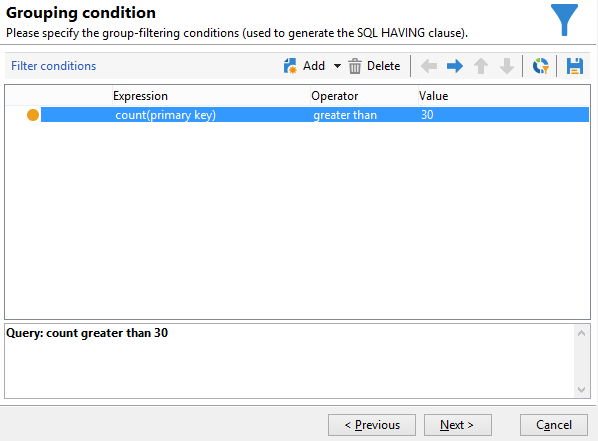 Grouping condition
Please specify the group-filtering conditions (used to generate the SQL HAVING clause).
Filter conditions Add Delete
Expression Operator Value
count(primary key) greater than 30
Query: count greater than 30
< Previous Next > Cancel